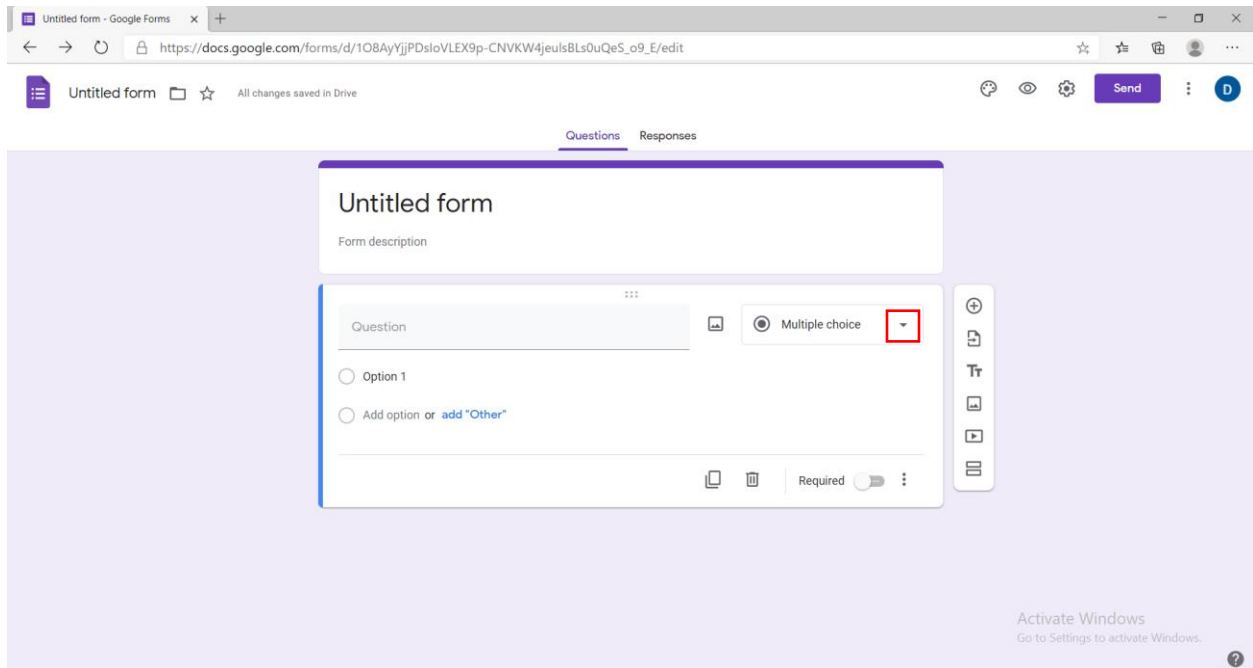 Untitled form - Google Forms
https://docs.google.com/forms/d/1O8AyYjjPDsIoVLEX9p-CNVKW4jeulsBLs0uQeS_o9_E/edit
Untitled form All changes saved in Drive Send D
Questions Responses
Untitled form
Form description
Question Multiple choice
Tт
Option 1
Add option or add "Other"
Required
Activate Windows
Go to Settings to activate Windows.